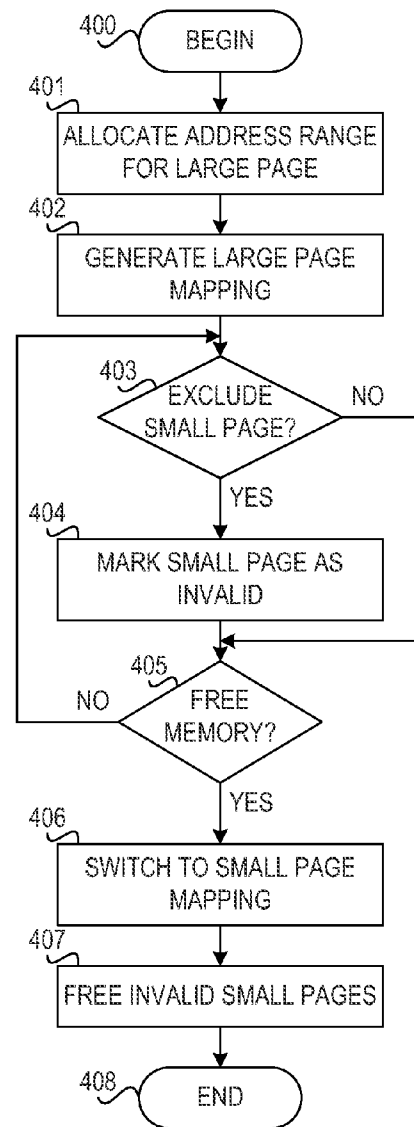 400
BEGIN
401
ALLOCATE ADDRESS RANGE
FOR LARGE PAGE
402
GENERATE LARGE PAGE
MAPPING
403
EXCLUDE
SMALL PAGE?
NO
YES
404
MARK SMALL PAGE AS
INVALID
405
FREE
MEMORY?
NO
YES
406
SWITCH TO SMALL PAGE
MAPPING
407
FREE INVALID SMALL PAGES
408
END